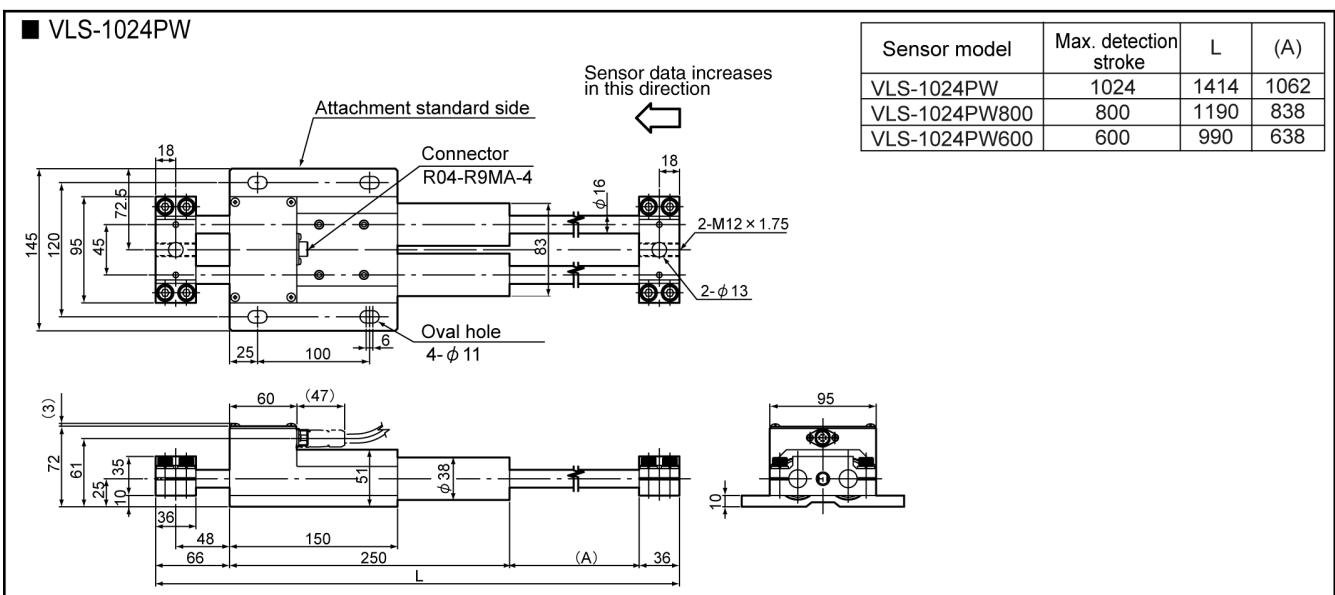 ■ VLS-1024PW
Sensor model Max. detection stroke L (A)
VLS-1024PW 1024 1414 1062
VLS-1024PW800 800 1190 838
VLS-1024PW600 600 990 638
Sensor data increases
in this direction
Attachment standard side
Connector
R04-R9MA-4
18
18
φ16
72.5
145
120
95
45
83
2-M12×1.75
2-φ13
Oval hole
4-φ11
6
25
100
(3)
60
(47)
95
72
61
35
25
10
51
φ38
10
36
48
150
66
250
(A)
36
L